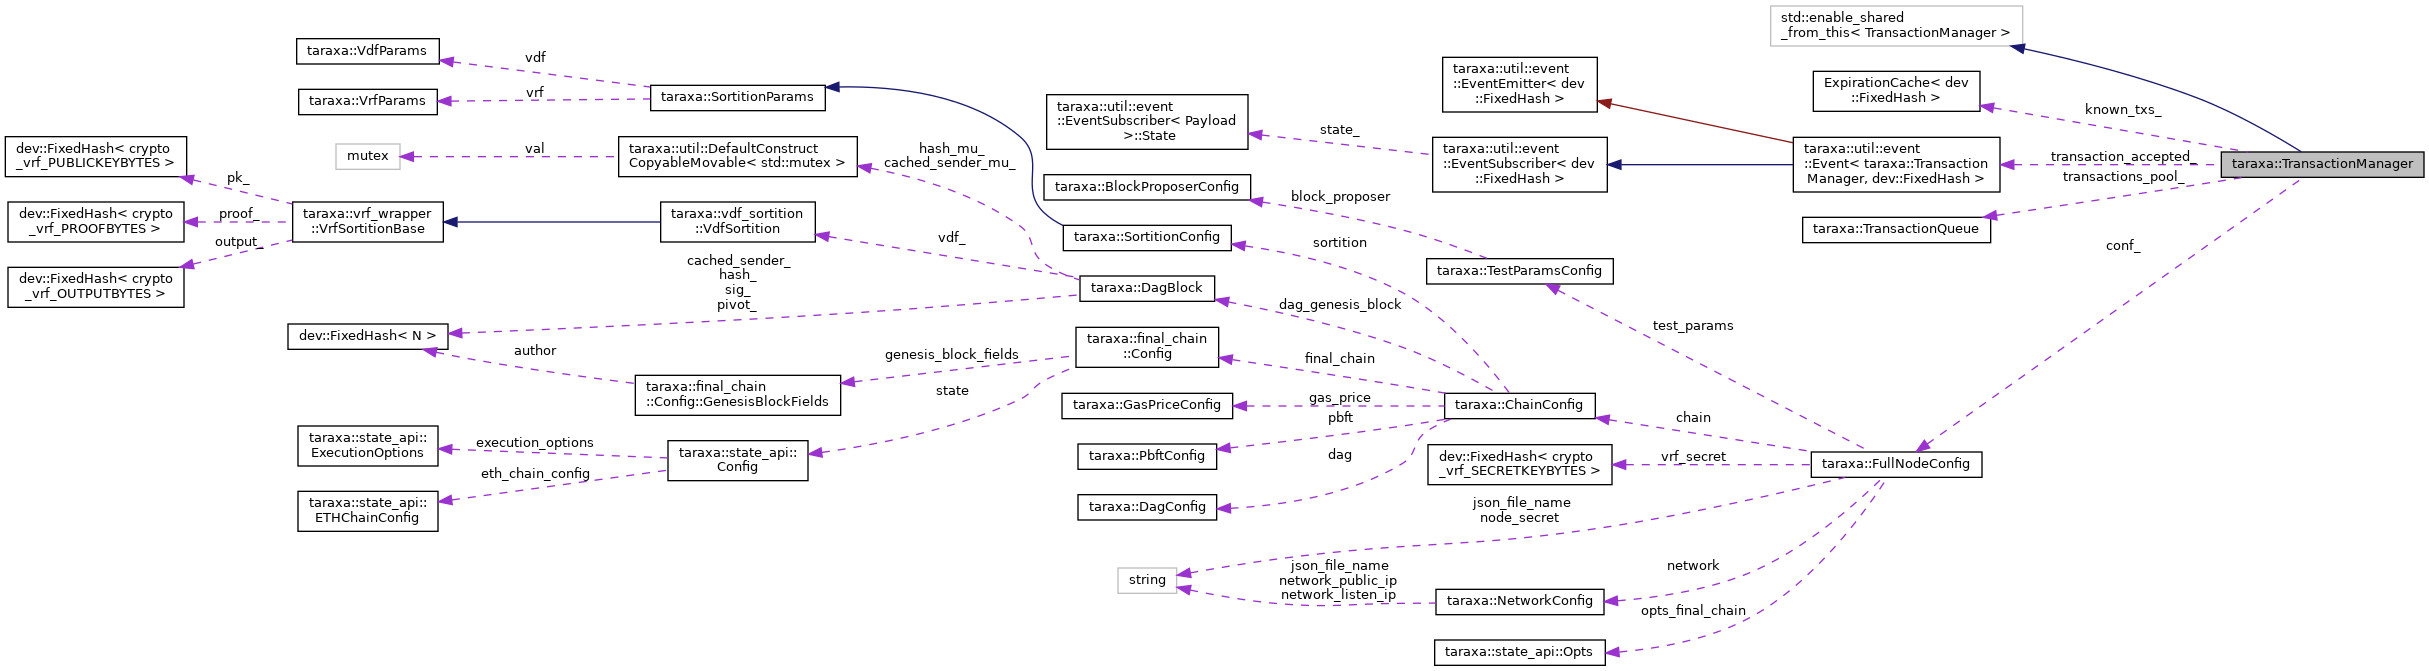 std::enable_shared
_from_this< TransactionManager >
taraxa::VdfParams
vdf
taraxa::util::event
::EventEmitter< dev
::FixedHash >
ExpirationCache< dev
::FixedHash >
known_txs_
taraxa::VrfParams
vrf
taraxa::SortitionParams
taraxa::util::event
::EventSubscriber< Payload
>::State
state_
dev::FixedHash< crypto
_vrf_PUBLICKEYBYTES >
mutex
val
taraxa::util::DefaultConstruct
CopyableMovable< std::mutex >
hash_mu_
cached_sender_mu_
taraxa::util::event
::EventSubscriber< dev
::FixedHash >
taraxa::util::event
::Event< taraxa::Transaction
Manager, dev::FixedHash >
transaction_accepted_
transactions_pool_
taraxa::TransactionManager
pk_
taraxa::BlockProposerConfig
block_proposer
dev::FixedHash< crypto
_vrf_PROOFBYTES >
proof_
output_
taraxa::vrf_wrapper
::VrfSortitionBase
taraxa::vdf_sortition
::VdfSortition
vdf_
taraxa::SortitionConfig
sortition
taraxa::TransactionQueue
conf_
dev::FixedHash< crypto
_vrf_OUTPUTBYTES >
cached_sender_
hash_
sig_
pivot_
taraxa::DagBlock
dag_genesis_block
taraxa::TestParamsConfig
test_params
dev::FixedHash< N >
author
taraxa::final_chain
::Config
genesis_block_fields
final_chain
taraxa::final_chain
::Config::GenesisBlockFields
state
taraxa::GasPriceConfig
gas_price
pbft
taraxa::ChainConfig
chain
taraxa::state_api::
ExecutionOptions
execution_options
eth_chain_config
taraxa::state_api::
Config
taraxa::PbftConfig
dag
dev::FixedHash< crypto
_vrf_SECRETKEYBYTES >
vrf_secret
taraxa::FullNodeConfig
taraxa::state_api::
ETHChainConfig
taraxa::DagConfig
json_file_name
node_secret
string
json_file_name
network_public_ip
network_listen_ip
taraxa::NetworkConfig
network
opts_final_chain
taraxa::state_api::Opts